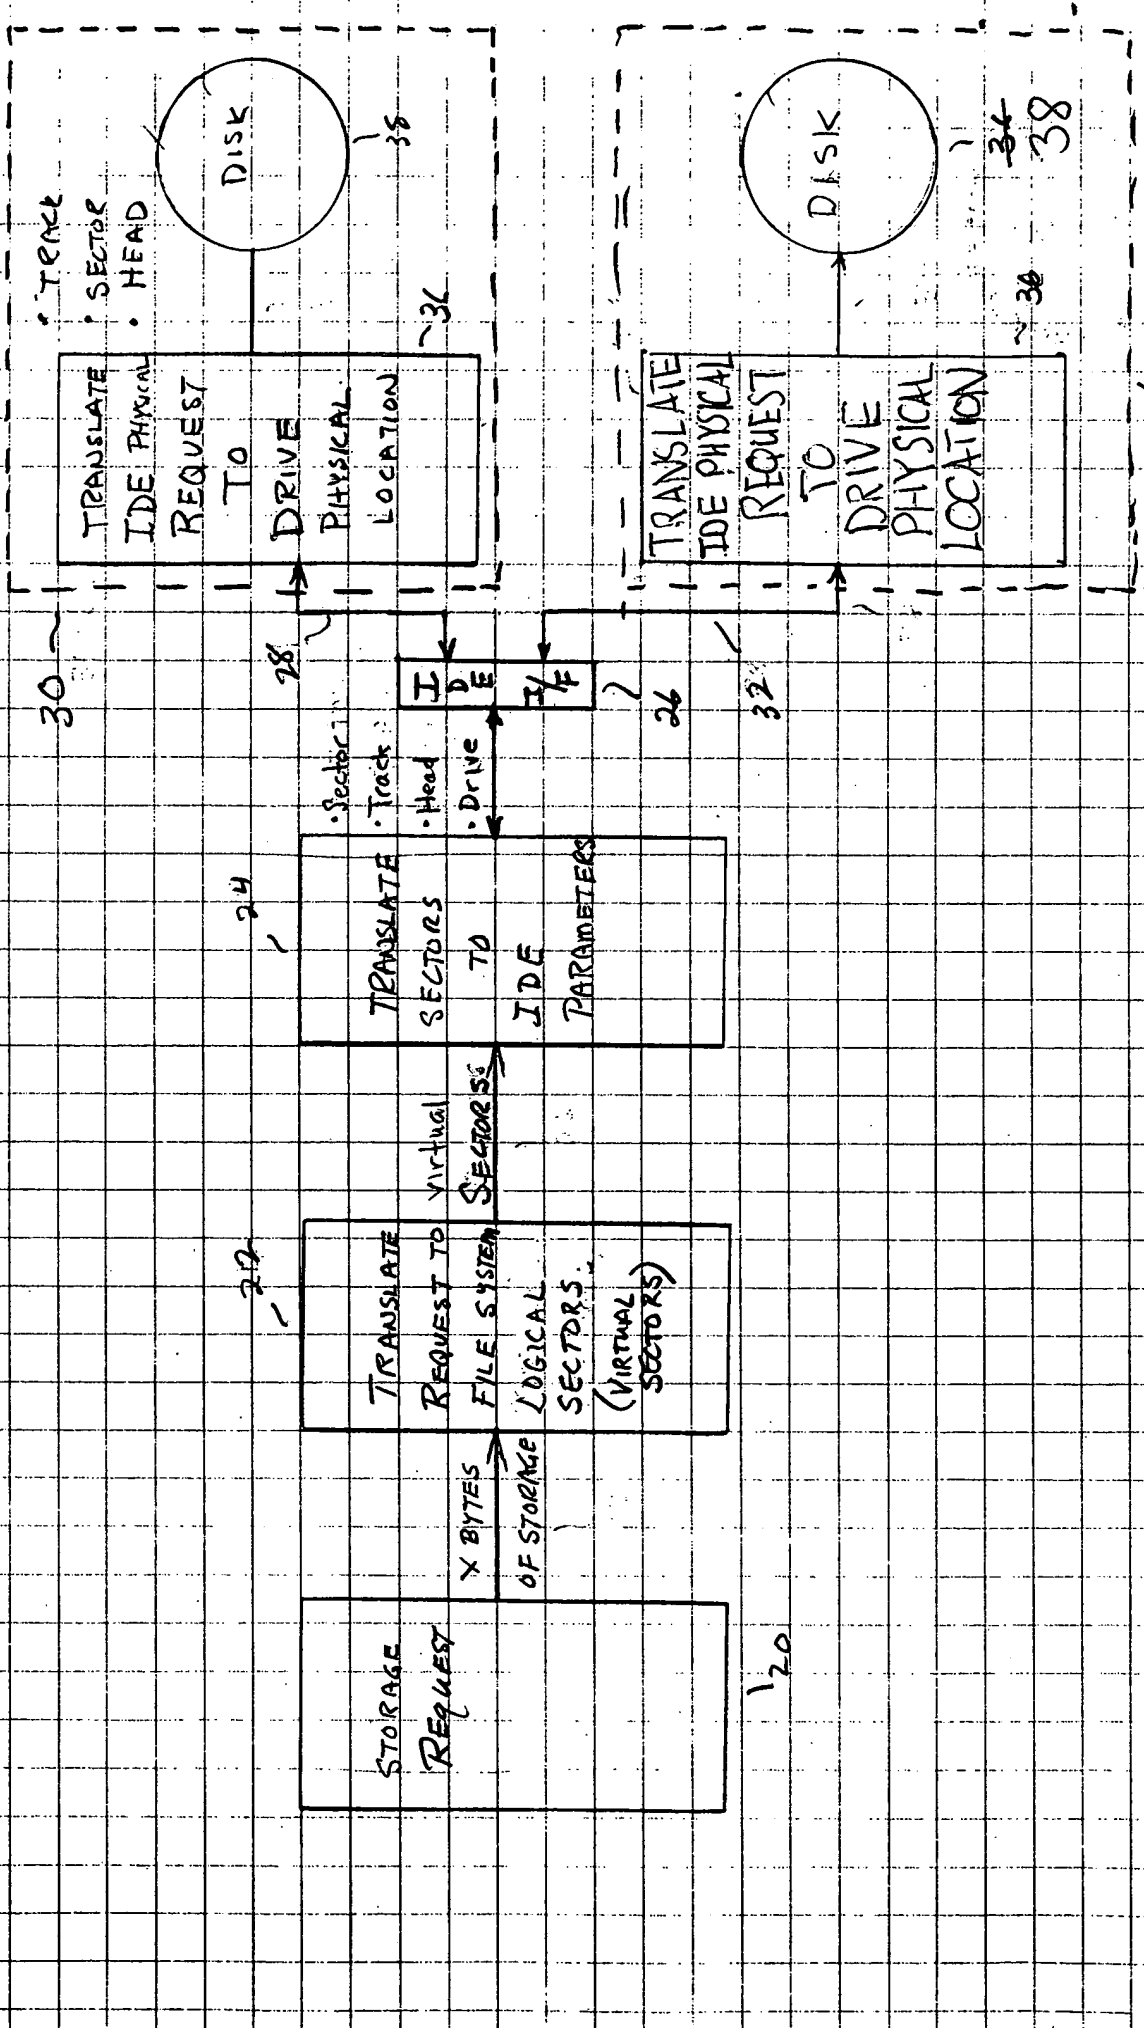 STORAGE
REQUEST
20
X BYTES
OF STORAGE
22
TRANSLATE
REQUEST TO
FILE SYSTEM
LOGICAL
SECTORS.
(VIRTUAL
SECTORS)
virtual
SECTORS
24
TRANSLATE
SECTORS
TO
IDE
PARAMETERS
• Sector
• Track
• Head
• Drive
IDE
I/F
26
28
32
30
TRANSLATE
IDE PHYSICAL
REQUEST
TO
DRIVE
PHYSICAL
LOCATION
36
• TRACK
• SECTOR
• HEAD
DISK
38
TRANSLATE
IDE PHYSICAL
REQUEST
TO
DRIVE
PHYSICAL
LOCATION
36
DISK
36
38